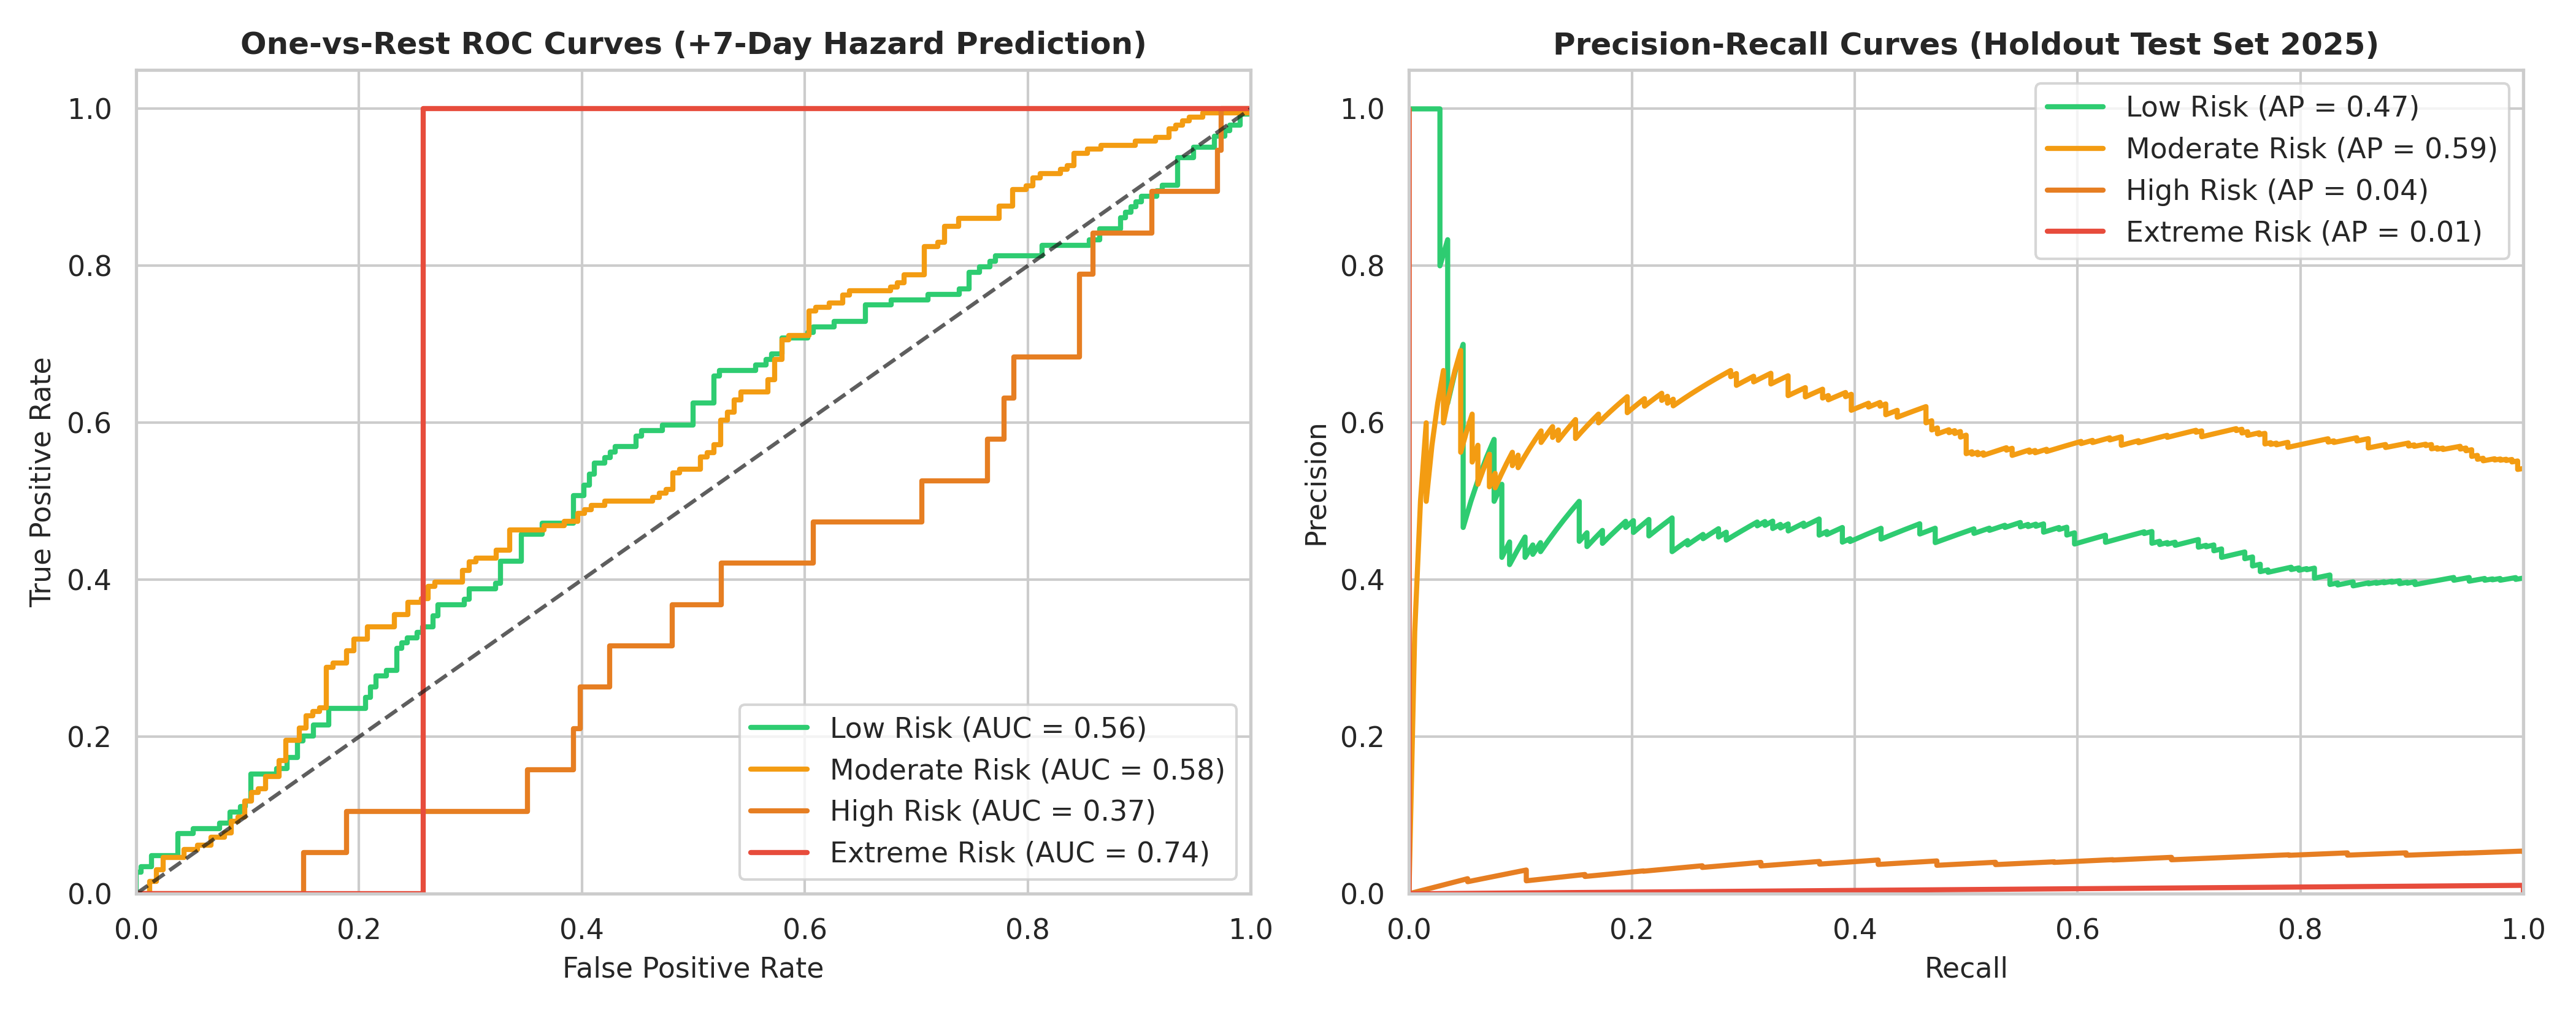 One-vs-Rest ROC Curves (+7-Day Hazard Prediction)
True Positive Rate
1.0
0.8
0.6
0.4
0.2
0.0
Low Risk (AUC = 0.56)
Moderate Risk (AUC = 0.58)
High Risk (AUC = 0.37)
Extreme Risk (AUC = 0.74)
0.0 0.2 0.4 0.6 0.8 1.0
False Positive Rate
Precision-Recall Curves (Holdout Test Set 2025)
Precision
1.0
0.8
0.6
0.4
0.2
0.0
Low Risk (AP = 0.47)
Moderate Risk (AP = 0.59)
High Risk (AP = 0.04)
Extreme Risk (AP = 0.01)
0.0 0.2 0.4 0.6 0.8 1.0
Recall